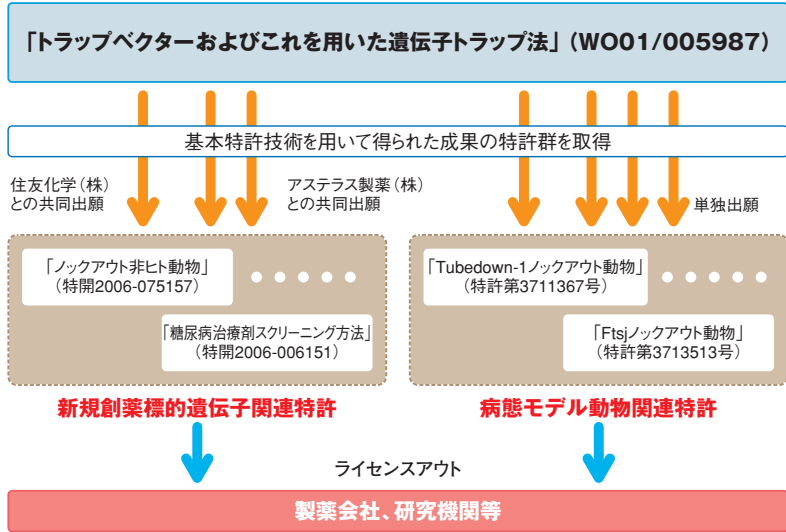 「トラップベクターおよびこれを用いた遺伝子トラップ法」(WO01/005987)
基本特許技術を用いて得られた成果の特許群を取得
住友化学(株)
との共同出願
アステラス製薬(株)
との共同出願
単独出願
「ノックアウト非ヒト動物」
(特開2006-075157)
「糖尿病治療剤スクリーニング方法」
(特開2006-006151)
「Tubedown-1ノックアウト動物」
(特許第3711367号)
「Ftsjノックアウト動物」
(特許第3713513号)
新規創薬標的遺伝子関連特許
病態モデル動物関連特許
ライセンスアウト
製薬会社、研究機関等